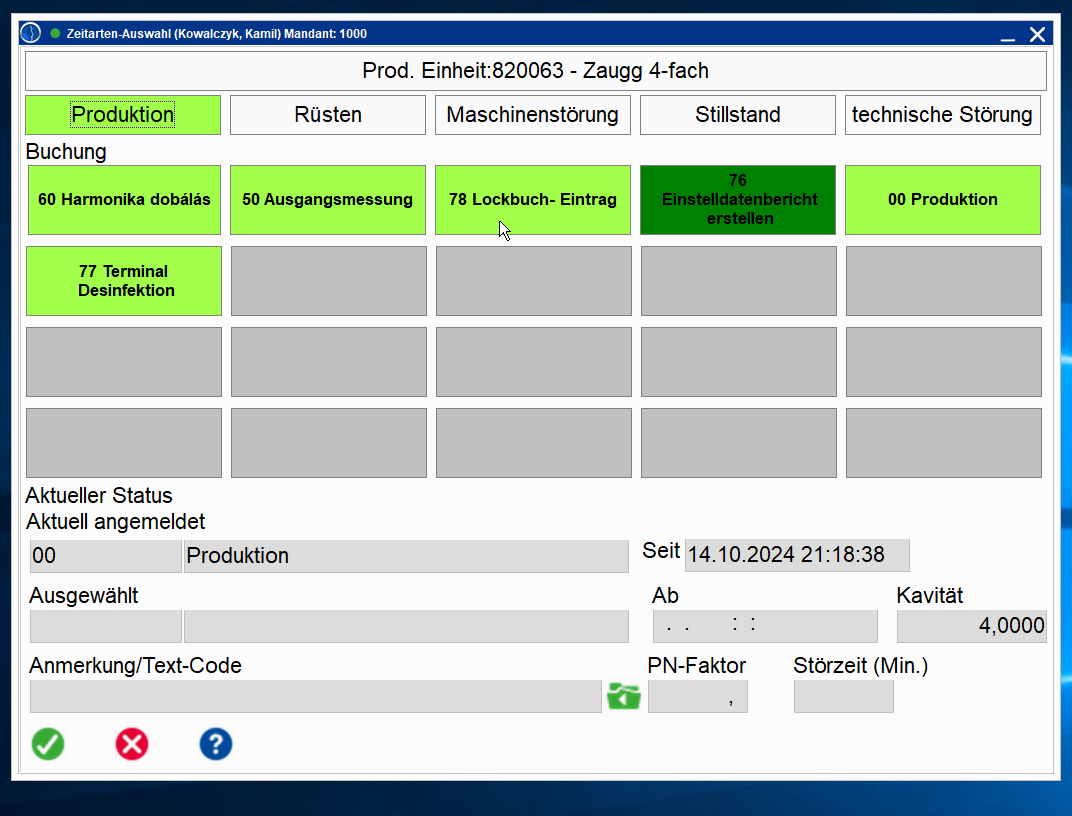 Zeitarten-Auswahl (Kowalczyk, Kamil) Mandant: 1000
Prod. Einheit:820063 - Zaugg 4-fach
Produktion
Rüsten
Maschinenstörung
Stillstand
technische Störung
Buchung
60 Harmonika dobálás
50 Ausgangsmessung
78 Lockbuch- Eintrag
76
Einstelldatenbericht
erstellen
00 Produktion
77 Terminal
Desinfektion
Aktueller Status
Aktuell angemeldet
00
Produktion
Seit
14.10.2024 21:18:38
Ausgewählt
Ab
Kavität
. . : :
4,0000
Anmerkung/Text-Code
PN-Faktor
Störzeit (Min.)
,
?